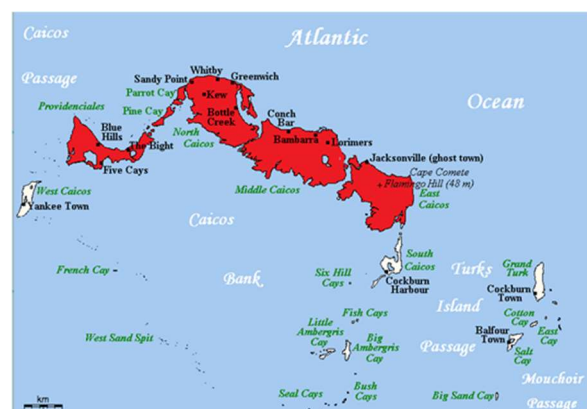 Caicos
Passage
Atlantic
Ocean
Whitby
Sandy Point
Greenwich
Parrot Cay
Kew
Providenciales
Pine Cay
Bottle
Creek
North
Caicos
Conch
Bar
Bambarra
Lorimers
Blue
Hills
The Bight
Five Cays
Jacksonville (ghost town)
Cape Comete
Flamingo Hill (48 m)
Middle Caicos
East
Caicos
West Caicos
Yankee Town
Caicos
Bank
French Cay
South
Caicos
Six Hill
Cays
Cockburn
Harbour
Turks
Island
Passage
Grand
Turk
Cockburn
Town
Cotton
Cay
East
Cay
Balfour
Town
Salt
Cay
Fish Cays
Little
Ambergris
Cay
Big
Ambergris
Cay
West Sand Spit
Seal Cays
Bush
Cays
Big Sand Cay
Mouchoir
Passage
km